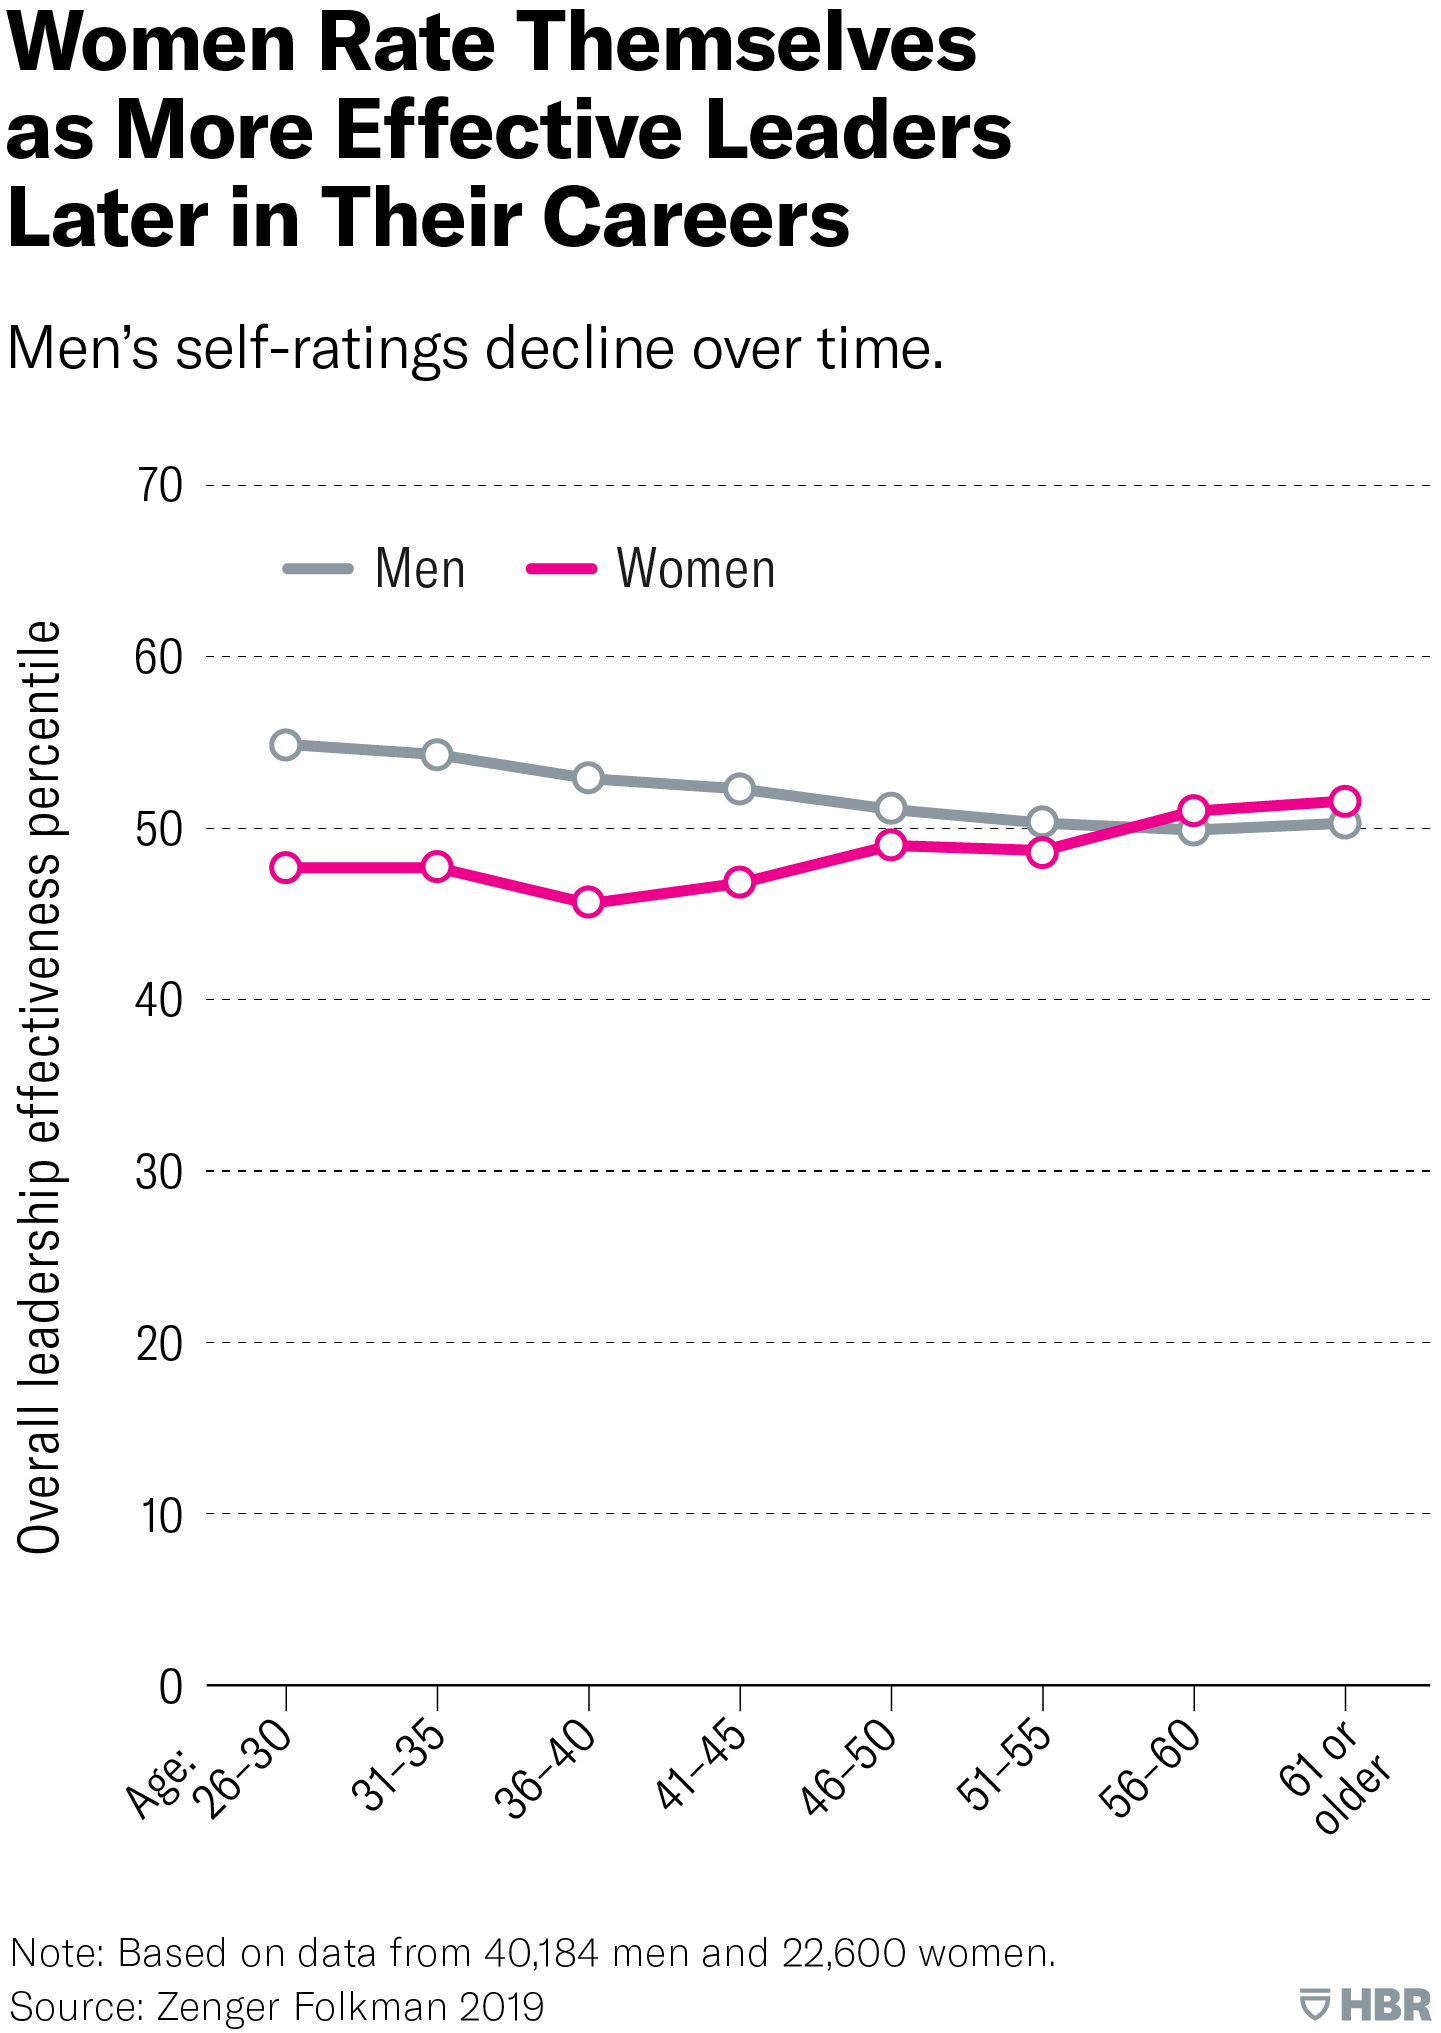 Women Rate Themselves
as More Effective Leaders
Later in Their Careers
Men’s self-ratings decline over time.
70
Men
Women
60
50
40
30
20
10
0
Overall leadership effectiveness percentile
Age:
26–30
31–35
36–40
41–45
46–50
51–55
56–60
61 or
older
Note: Based on data from 40,184 men and 22,600 women.
Source: Zenger Folkman 2019
HBR